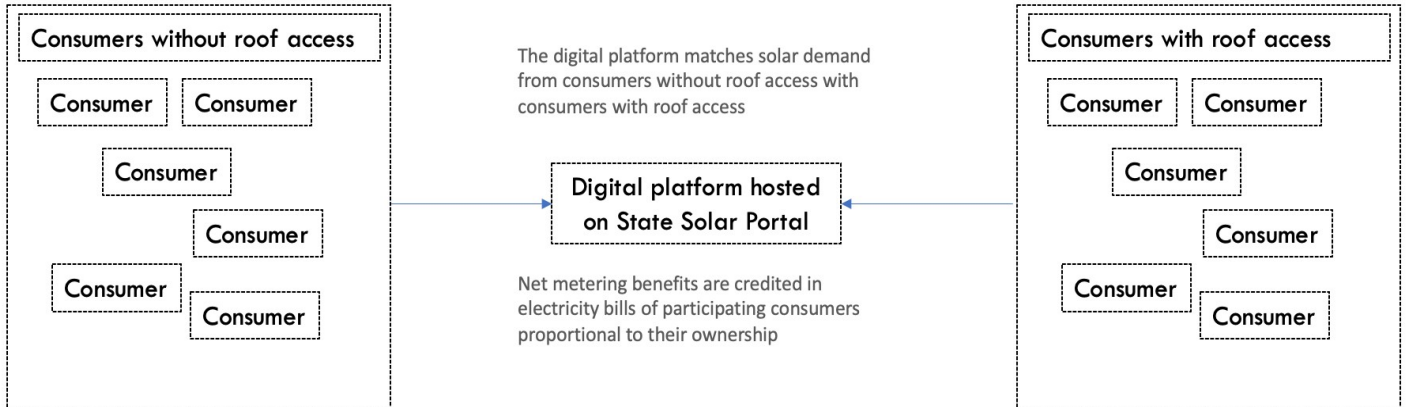 Consumers without roof access
Consumer
Consumer
Consumer
Consumer
Consumer
Consumer
The digital platform matches solar demand
from consumers without roof access with
consumers with roof access
Digital platform hosted
on State Solar Portal
Net metering benefits are credited in
electricity bills of participating consumers
proportional to their ownership
Consumers with roof access
Consumer
Consumer
Consumer
Consumer
Consumer
Consumer